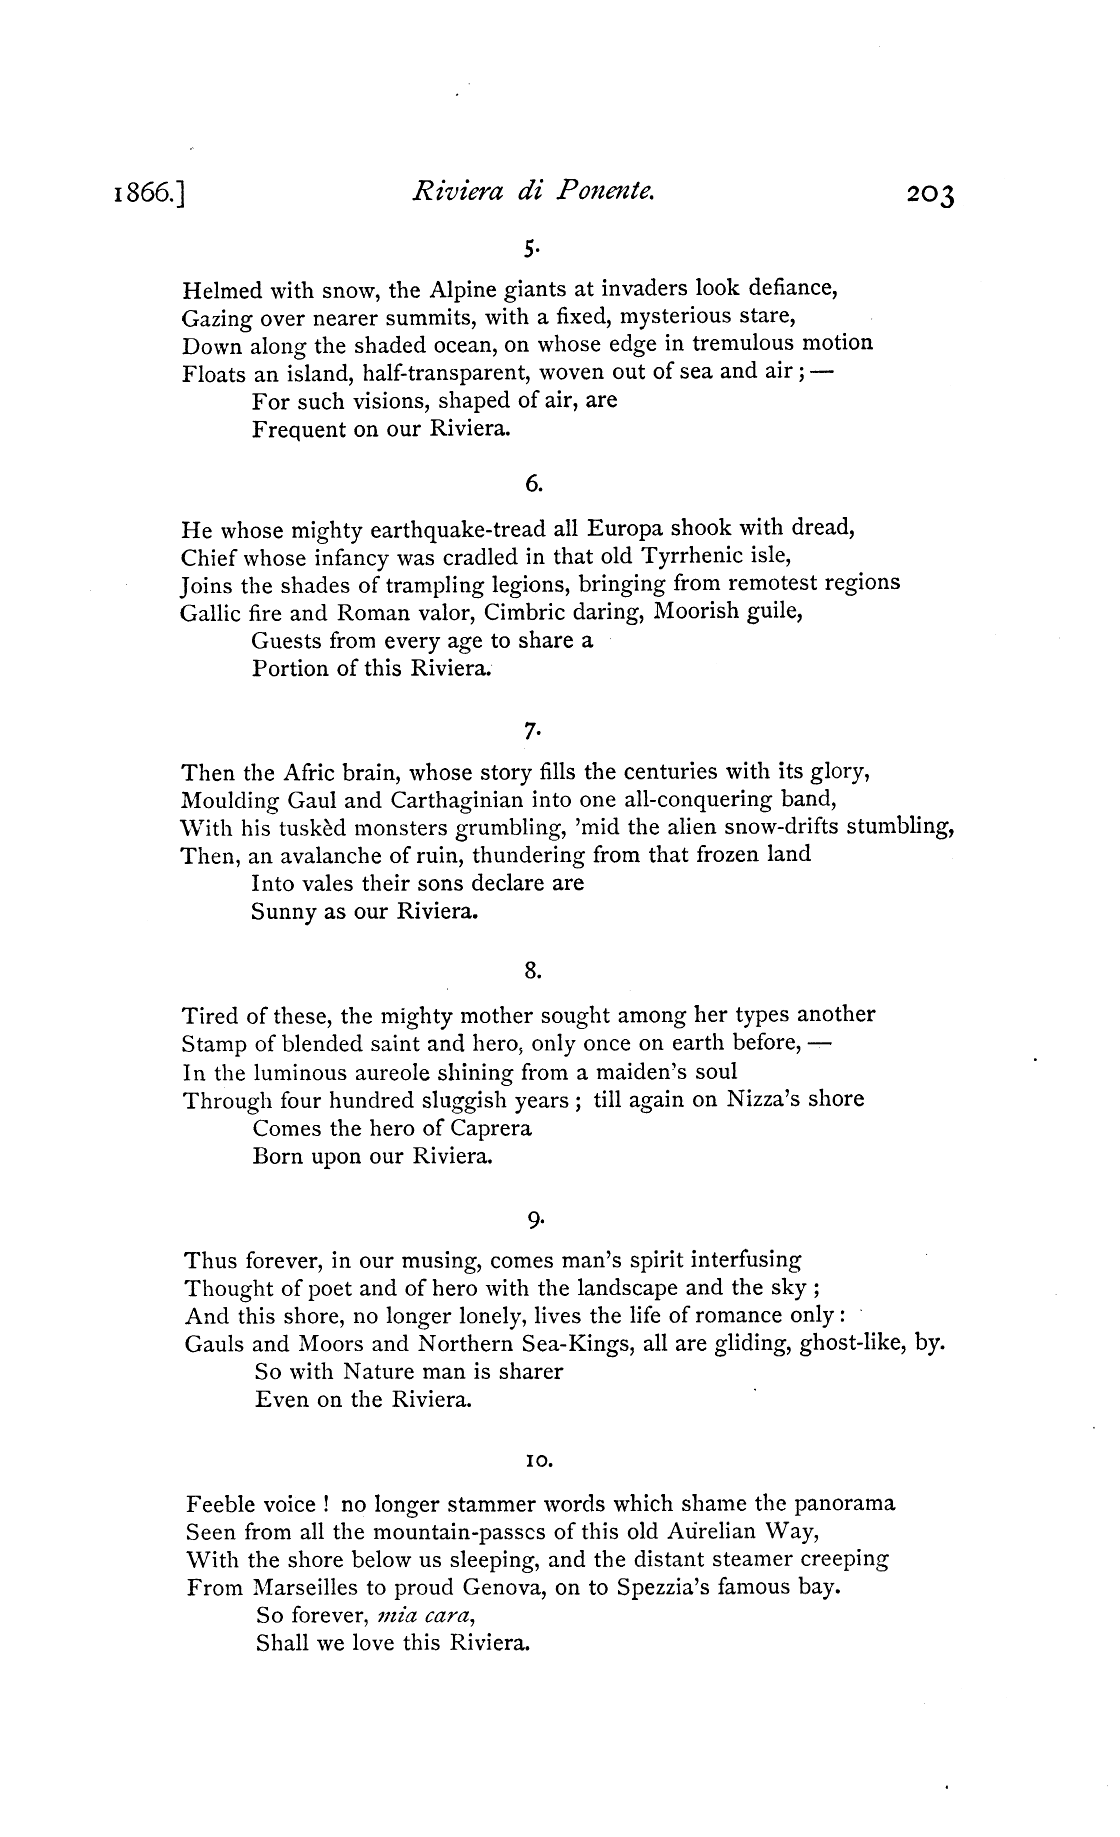 1866.] Riviera di Ponente. 203
5.
Helmed with snow, the Alpine giants at invaders look defiance,
Gazing over nearer summits, with a fixed, mysterious stare,
Down along the shaded ocean, on whose edge in tremulous motion
Floats an island, half-transparent, woven out of sea and air ; —
For such visions, shaped of air, are
Frequent on our Riviera.
6.
He whose mighty earthquake-tread all Europa shook with dread,
Chief whose infancy was cradled in that old Tyrrhenic isle,
Joins the shades of trampling legions, bringing from remotest regions
Gallic fire and Roman valor, Cimbric daring, Moorish guile,
Guests from every age to share a
Portion of this Riviera.
7.
Then the Afric brain, whose story fills the centuries with its glory,
Moulding Gaul and Carthaginian into one all-conquering band,
With his tuskèd monsters grumbling, 'mid the alien snow-drifts stumbling,
Then, an avalanche of ruin, thundering from that frozen land
Into vales their sons declare are
Sunny as our Riviera.
8.
Tired of these, the mighty mother sought among her types another
Stamp of blended saint and hero, only once on earth before, —
In the luminous aureole shining from a maiden's soul
Through four hundred sluggish years ; till again on Nizza's shore
Comes the hero of Caprera
Born upon our Riviera.
9.
Thus forever, in our musing, comes man's spirit interfusing
Thought of poet and of hero with the landscape and the sky ;
And this shore, no longer lonely, lives the life of romance only :
Gauls and Moors and Northern Sea-Kings, all are gliding, ghost-like, by.
So with Nature man is sharer
Even on the Riviera.
10.
Feeble voice ! no longer stammer words which shame the panorama
Seen from all the mountain-passes of this old Aurelian Way,
With the shore below us sleeping, and the distant steamer creeping
From Marseilles to proud Genova, on to Spezzia's famous bay.
So forever, mia cara,
Shall we love this Riviera.